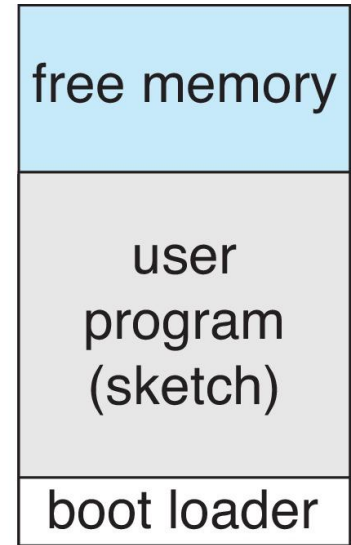 free memory
user
program
(sketch)
boot loader